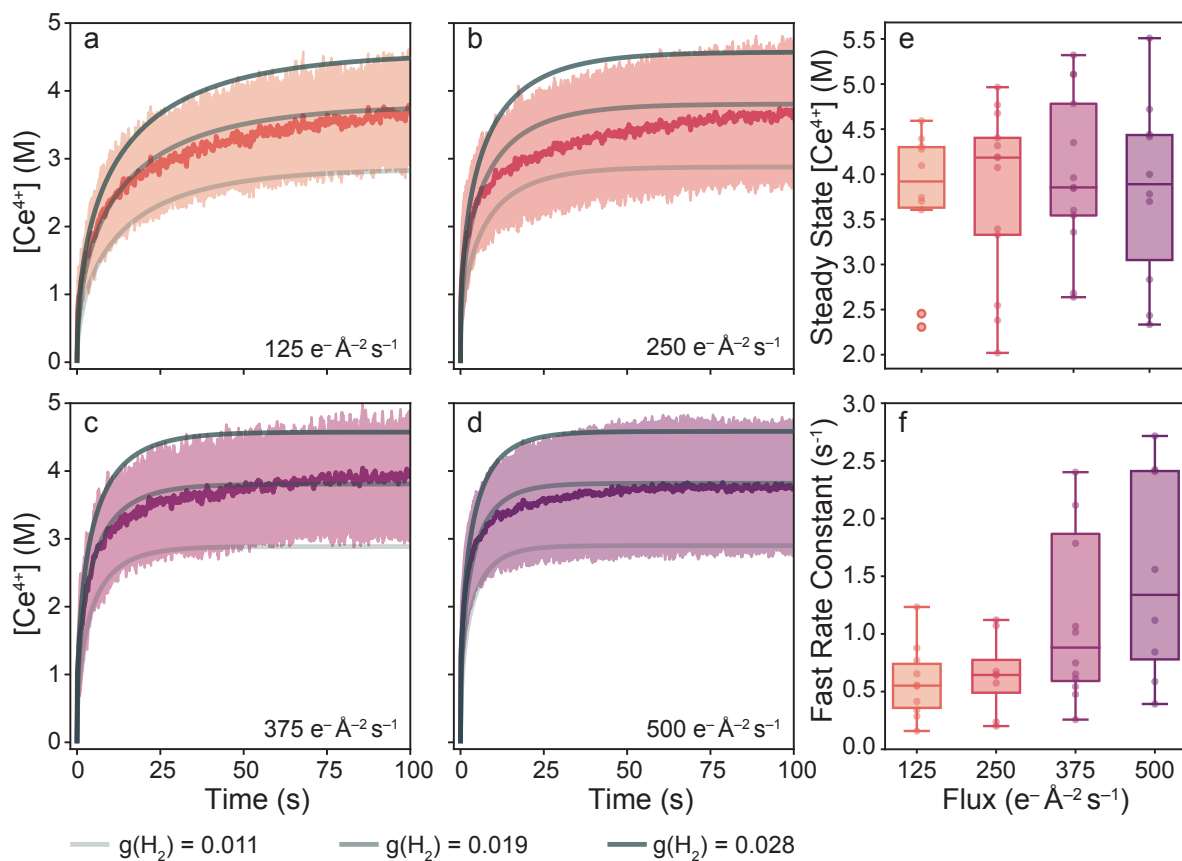 a
[Ce⁴⁺] (M)
5
4
3
2
1
0
125 e⁻ Å⁻² s⁻¹
b
250 e⁻ Å⁻² s⁻¹
e
Steady State [Ce⁴⁺] (M)
5.5
5.0
4.5
4.0
3.5
3.0
2.5
2.0
c
[Ce⁴⁺] (M)
5
4
3
2
1
0
375 e⁻ Å⁻² s⁻¹
0 25 50 75 100
Time (s)
d
500 e⁻ Å⁻² s⁻¹
0 25 50 75 100
Time (s)
f
Fast Rate Constant (s⁻¹)
3.0
2.5
2.0
1.5
1.0
0.5
0.0
125 250 375 500
Flux (e⁻ Å⁻² s⁻¹)
g(H₂) = 0.011 g(H₂) = 0.019 g(H₂) = 0.028